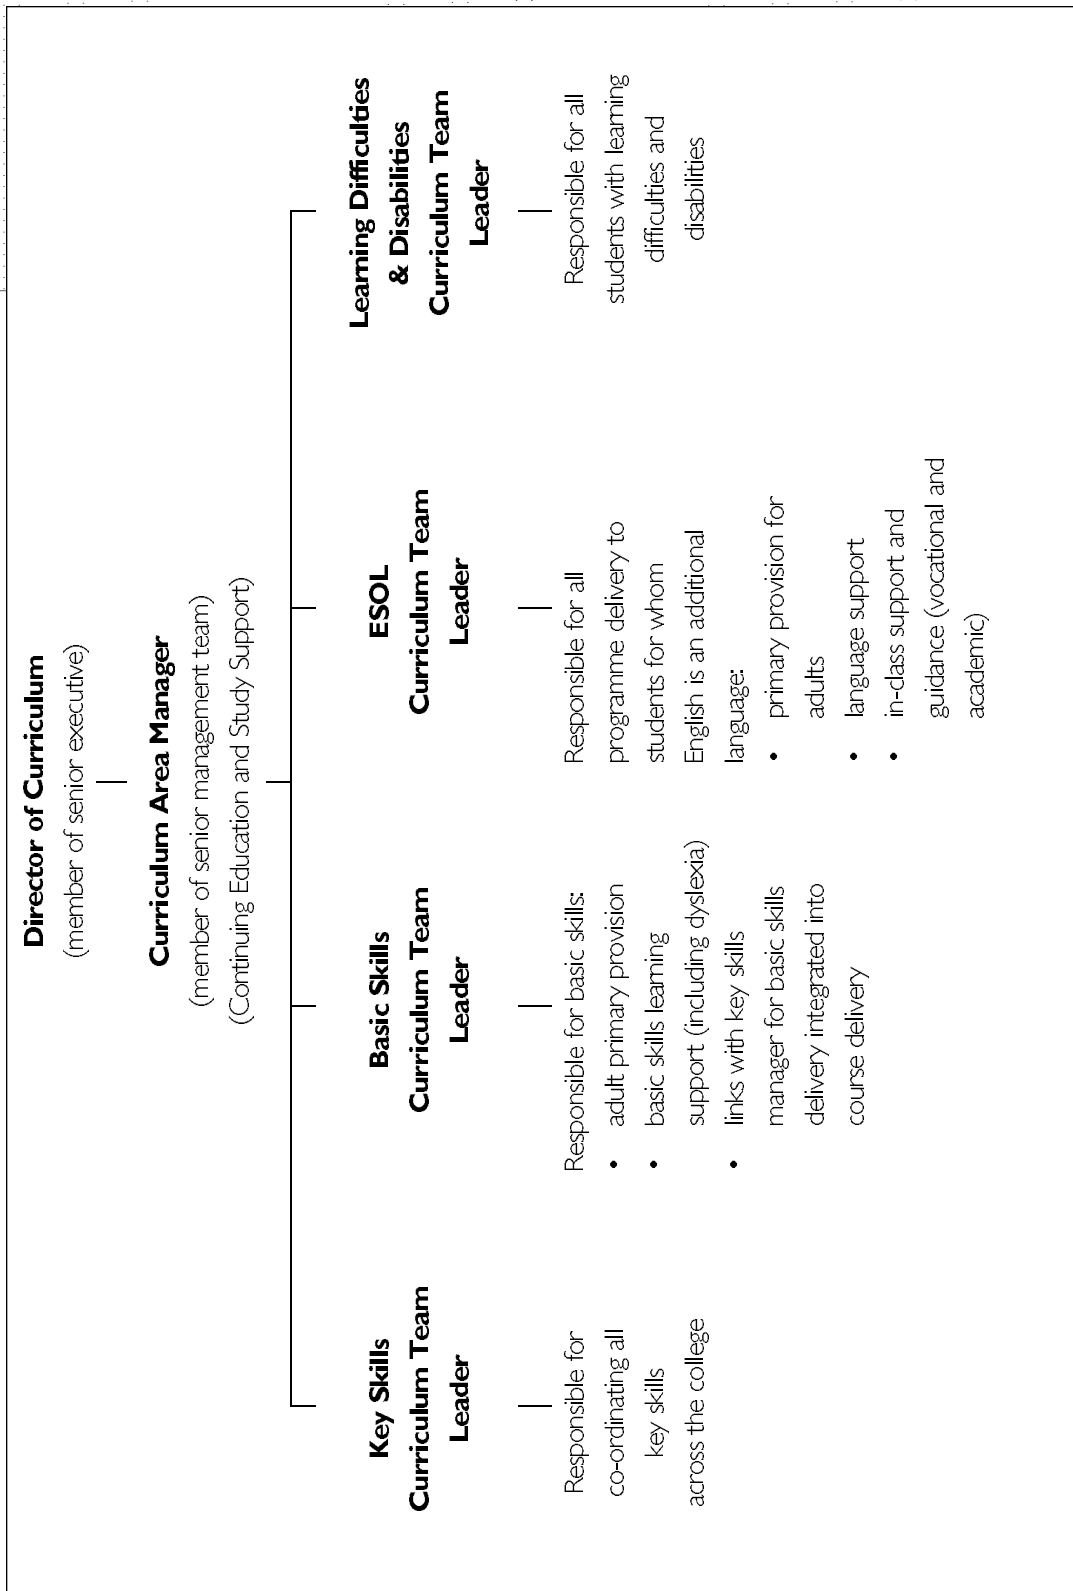 Director of Curriculum
(member of senior executive)
Curriculum Area Manager
(member of senior management team)
(Continuing Education and Study Support)
Key Skills
Curriculum Team
Leader
Responsible for
co-ordinating all
key skills
across the college
Basic Skills
Curriculum Team
Leader
Responsible for basic skills:
• adult primary provision
• basic skills learning
support (including dyslexia)
• links with key skills
manager for basic skills
delivery integrated into
course delivery
ESOL
Curriculum Team
Leader
Responsible for all
programme delivery to
students for whom
English is an additional
language:
• primary provision for
adults
• language support
• in-class support and
guidance (vocational and
academic)
Learning Difficulties
& Disabilities
Curriculum Team
Leader
Responsible for all
students with learning
difficulties and
disabilities